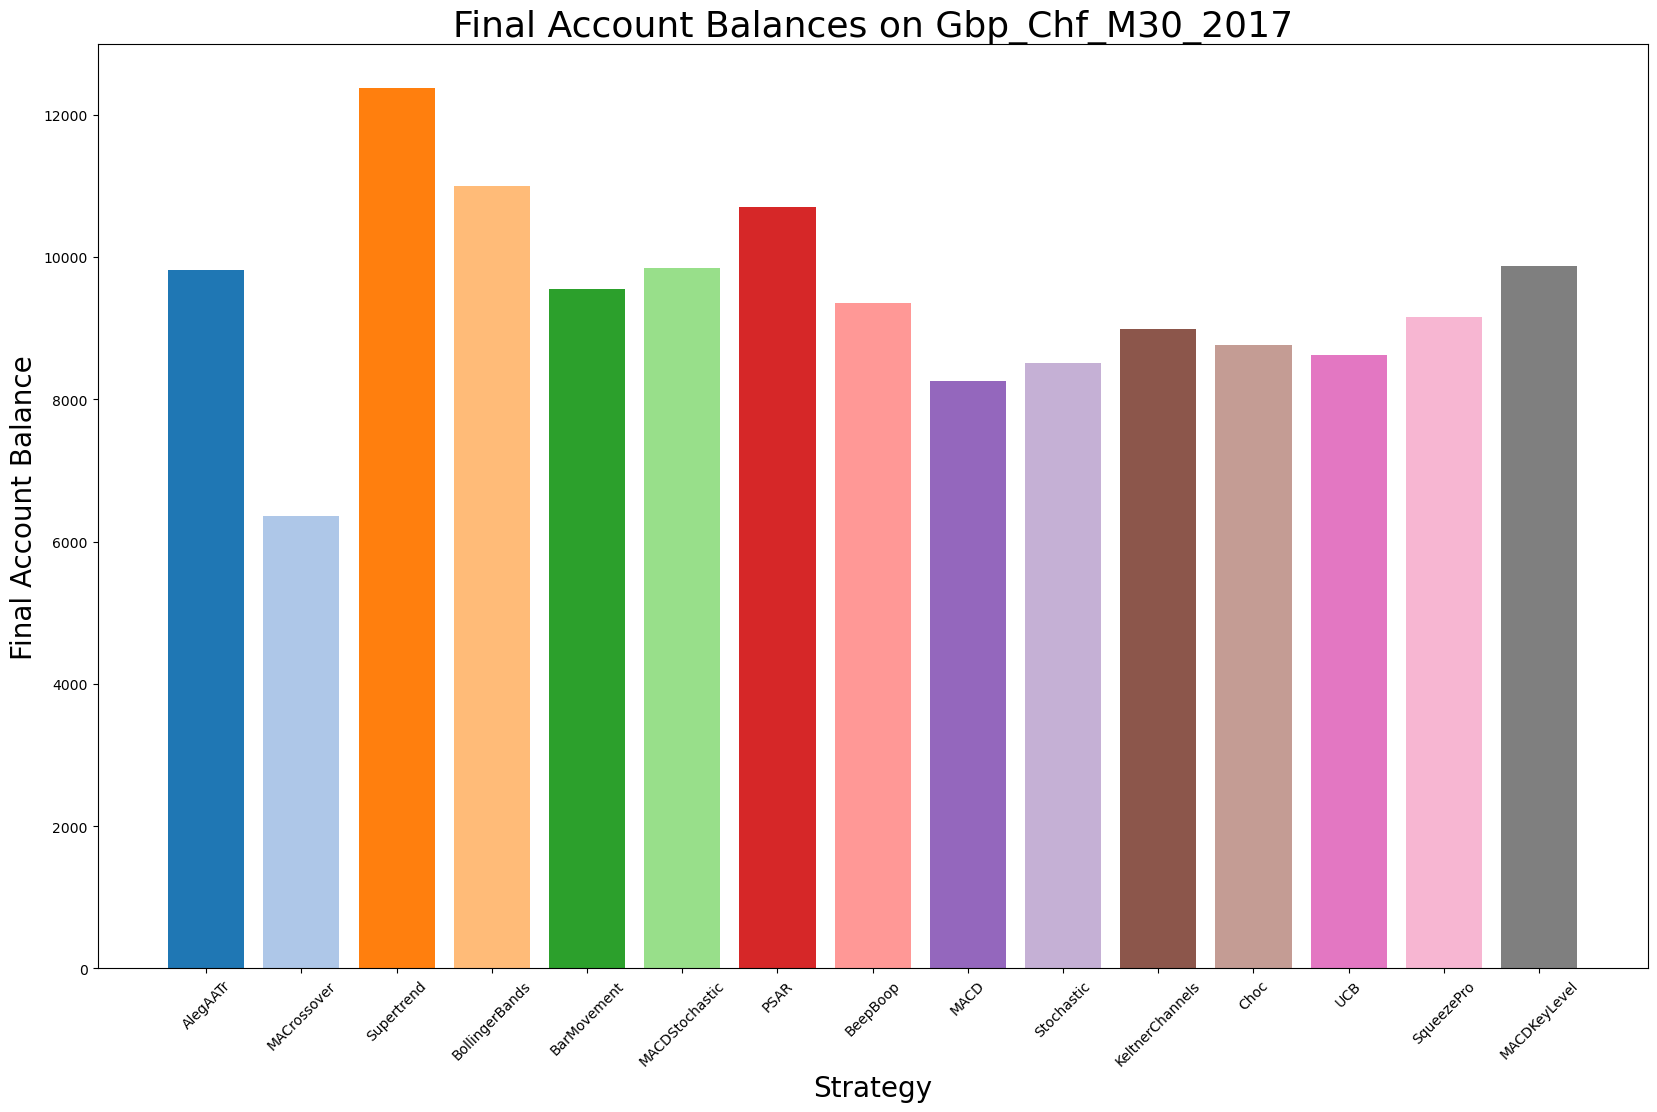 Final Account Balances on Gbp_Chf_M30_2017
Final Account Balance
12000
10000
8000
6000
4000
2000
0
AlegAATr
MACrossover
Supertrend
BollingerBands
BarMovement
MACDStochastic
PSAR
BeepBoop
MACD
Stochastic
KeltnerChannels
Choc
UCB
SqueezePro
MACDKeyLevel
Strategy